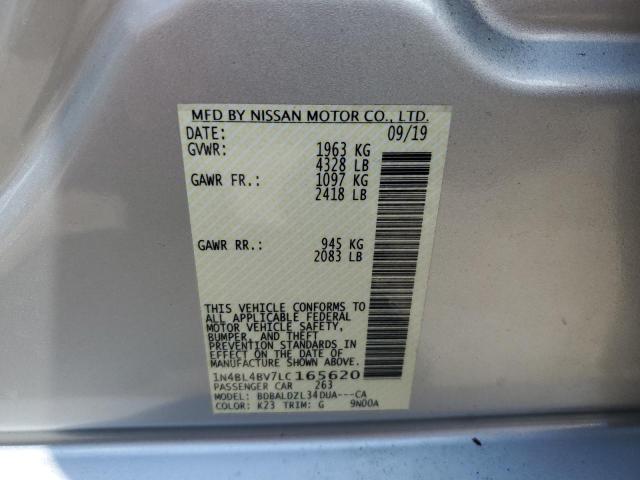 MFD BY NISSAN MOTOR CO., LTD.
DATE: 09/19
GVWR: 1963 KG
4328 LB
GAWR FR.: 1097 KG
2418 LB
GAWR RR.: 945 KG
2083 LB
THIS VEHICLE CONFORMS TO
ALL APPLICABLE FEDERAL
MOTOR VEHICLE SAFETY,
BUMPER, AND THEFT
PREVENTION STANDARDS IN
EFFECT ON THE DATE OF
MANUFACTURE SHOWN ABOVE.
1N4BL4BV7LC165620
PASSENGER CAR 263
MODEL: BDBALDZL34DUA---CA
COLOR: K23 TRIM: G 9N00A